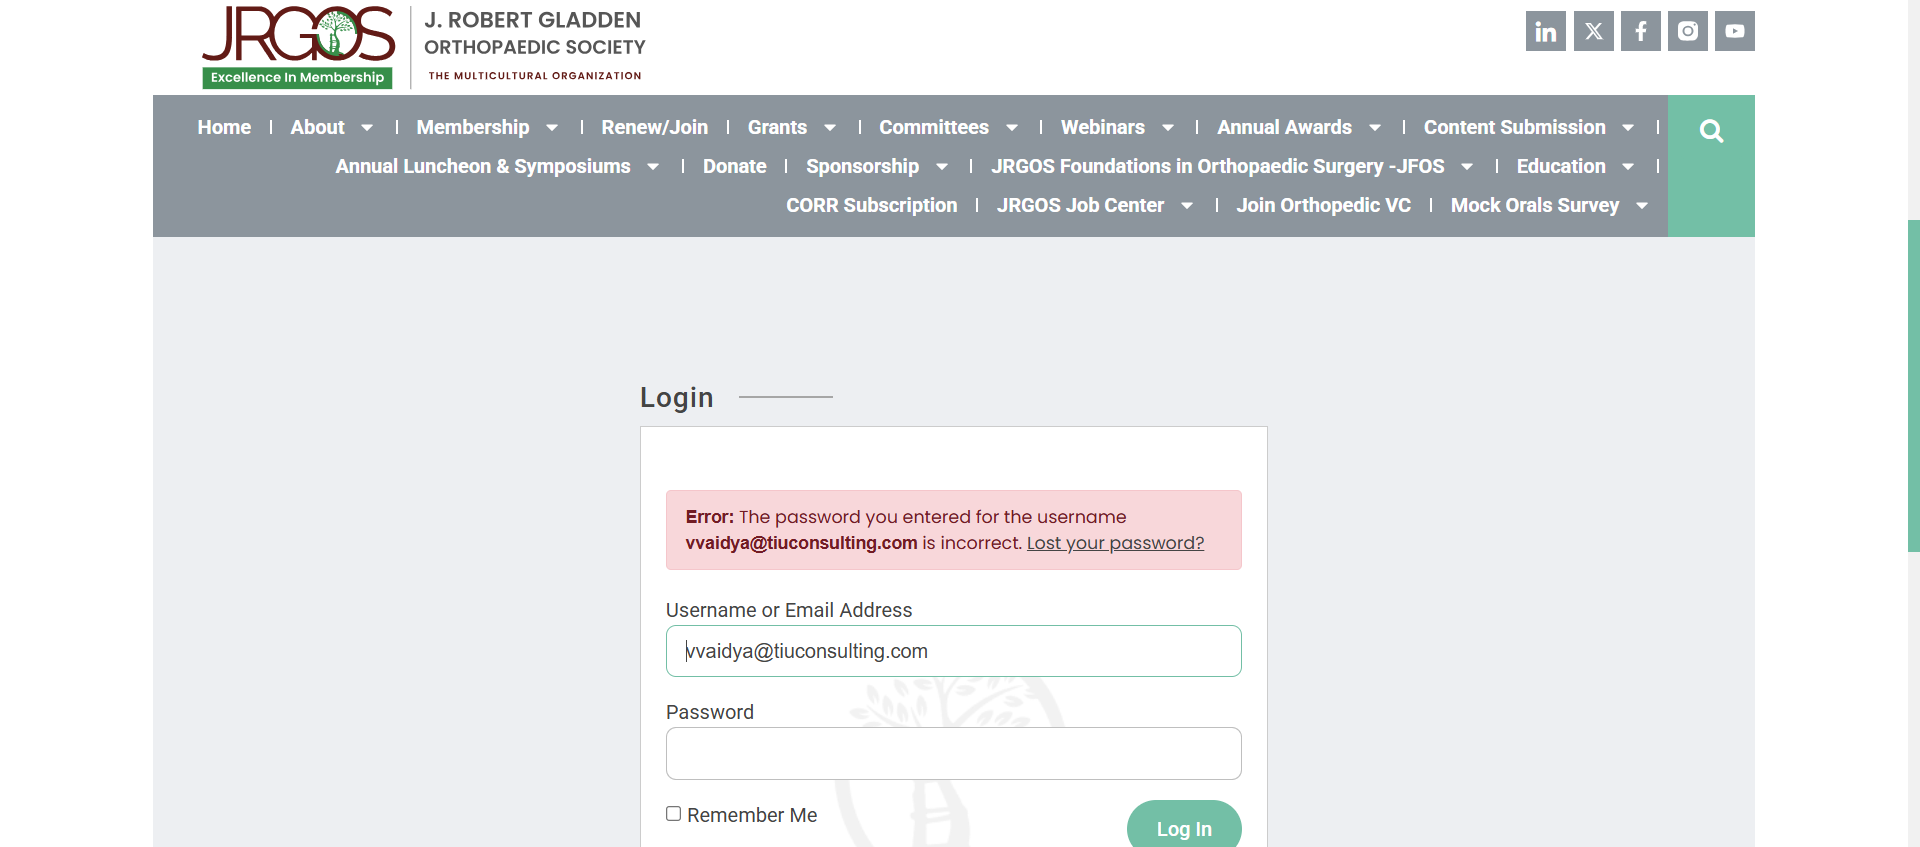 JRGOS
Excellence In Membership
J. ROBERT GLADDEN
ORTHOPAEDIC SOCIETY
THE MULTICULTURAL ORGANIZATION
in X f
Home | About | Membership | Renew/Join | Grants | Committees | Webinars | Annual Awards | Content Submission |
Annual Luncheon & Symposiums | Donate | Sponsorship | JRGOS Foundations in Orthopaedic Surgery -JFOS | Education |
CORR Subscription | JRGOS Job Center | Join Orthopedic VC | Mock Orals Survey
Login
Error: The password you entered for the username
vvaidya@tiuconsulting.com is incorrect. Lost your password?
Username or Email Address
vvaidya@tiuconsulting.com
Password
Remember Me
Log In